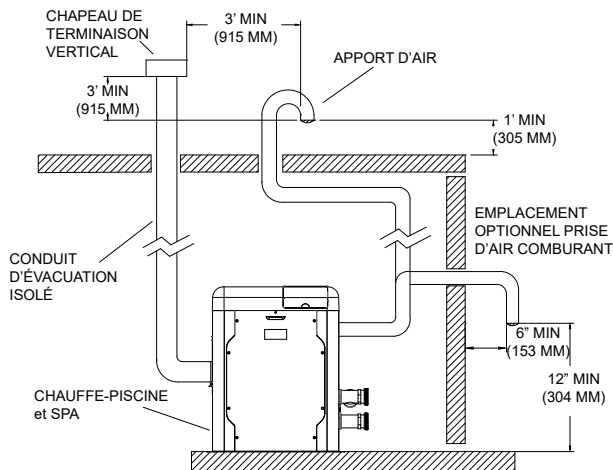 CHAPEAU DE
TERMINAISON
VERTICAL
3’ MIN
(915 MM)
APPORT D’AIR
3’ MIN
(915 MM)
1’ MIN
(305 MM)
EMPLACEMENT
OPTIONNEL PRISE
D’AIR COMBURANT
CONDUIT
D’ÉVACUATION
ISOLÉ
6” MIN
(153 MM)
12” MIN
(304 MM)
CHAUFFE-PISCINE
et SPA